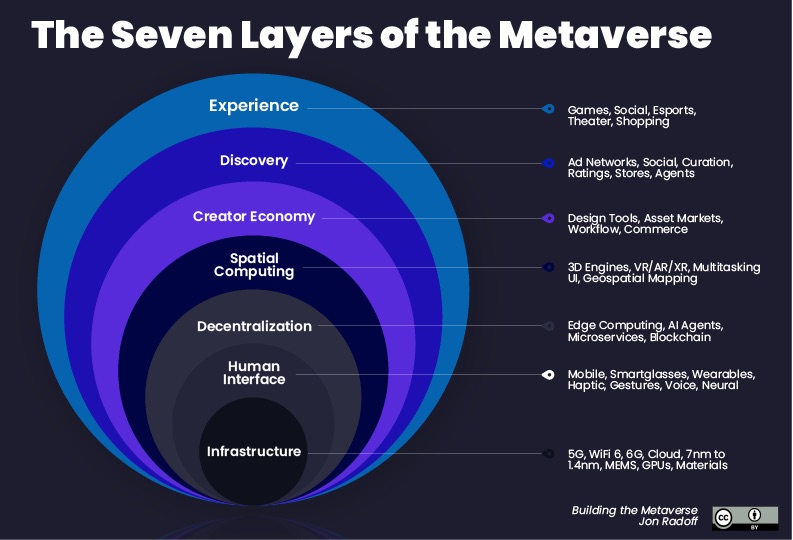 The Seven Layers of the Metaverse
Experience
Games, Social, Esports,
Theater, Shopping
Discovery
Ad Networks, Social, Curation,
Ratings, Stores, Agents
Creator Economy
Design Tools, Asset Markets,
Workflow, Commerce
Spatial
Computing
3D Engines, VR/AR/XR, Multitasking
UI, Geospatial Mapping
Decentralization
Edge Computing, AI Agents,
Microservices, Blockchain
Human
Interface
Mobile, Smartglasses, Wearables,
Haptic, Gestures, Voice, Neural
Infrastructure
5G, WiFi 6, 6G, Cloud, 7nm to
1.4nm, MEMS, GPUs, Materials
Building the Metaverse
Jon Radoff
cc
BY